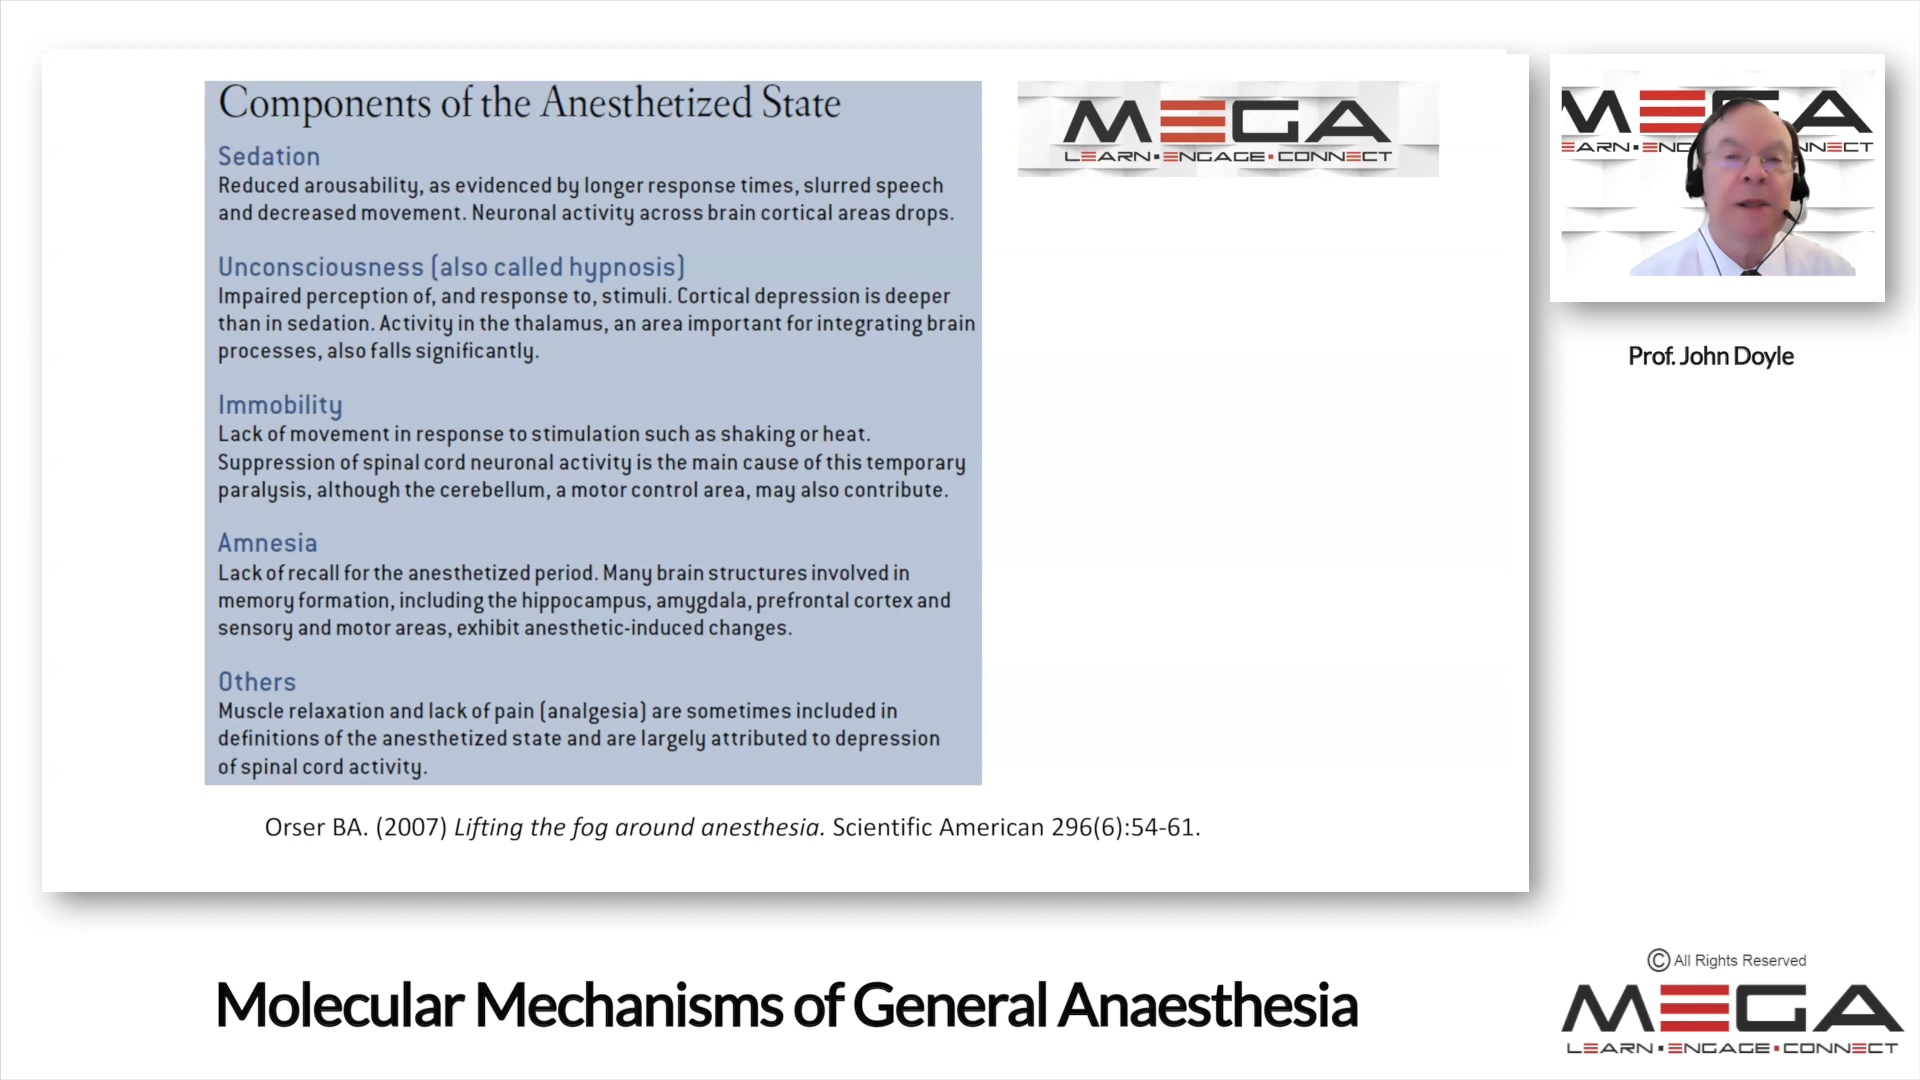 Components of the Anesthetized State
Sedation
Reduced arousability, as evidenced by longer response times, slurred speech
and decreased movement. Neuronal activity across brain cortical areas drops.
Unconsciousness (also called hypnosis)
Impaired perception of, and response to, stimuli. Cortical depression is deeper
than in sedation. Activity in the thalamus, an area important for integrating brain
processes, also falls significantly.
Immobility
Lack of movement in response to stimulation such as shaking or heat.
Suppression of spinal cord neuronal activity is the main cause of this temporary
paralysis, although the cerebellum, a motor control area, may also contribute.
Amnesia
Lack of recall for the anesthetized period. Many brain structures involved in
memory formation, including the hippocampus, amygdala, prefrontal cortex and
sensory and motor areas, exhibit anesthetic-induced changes.
Others
Muscle relaxation and lack of pain (analgesia) are sometimes included in
definitions of the anesthetized state and are largely attributed to depression
of spinal cord activity.
Orser BA. (2007) Lifting the fog around anesthesia. Scientific American 296(6):54-61.
MEGA
LEARN▪ENGAGE▪CONNECT
MEGA
EARN▪ENG NNECT
Prof. John Doyle
Molecular Mechanisms of General Anaesthesia
© All Rights Reserved
MEGA
LEARN▪ENGAGE▪CONNECT